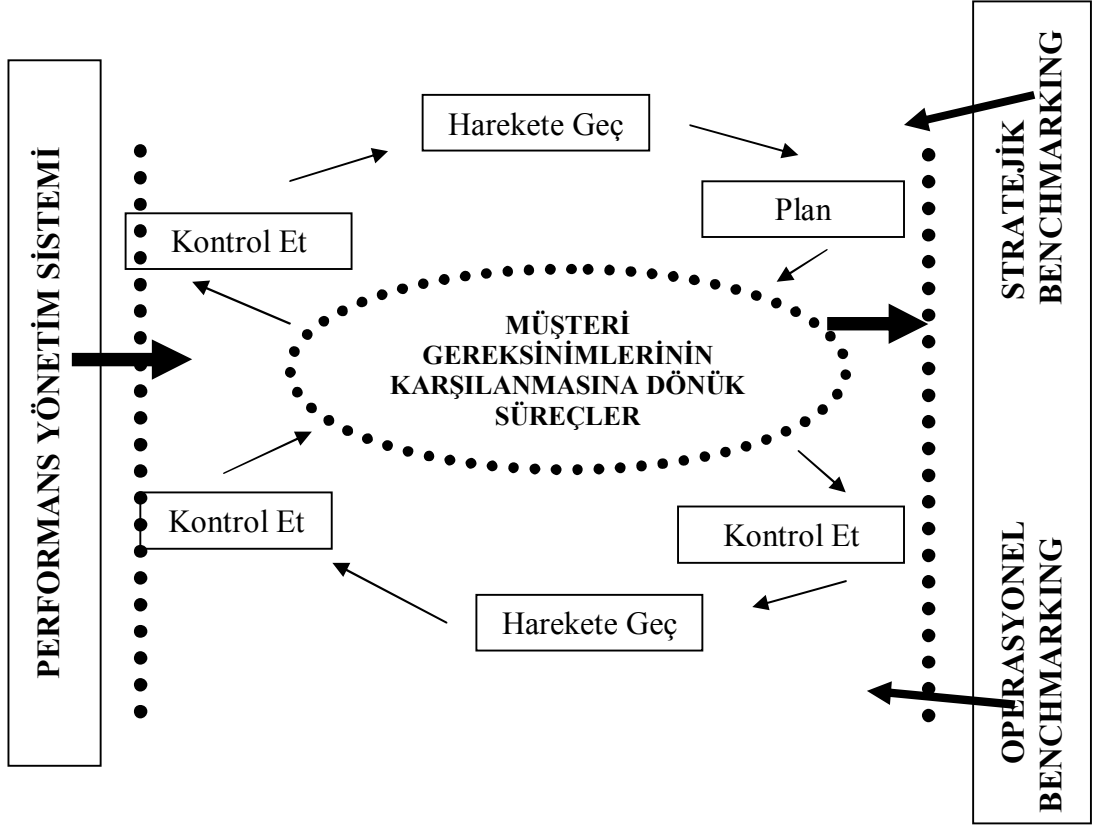 PERFORMANS YÖNETİM SİSTEMİ
Harekete Geç
Plan
Kontrol Et
MÜŞTERİ
GEREKSİNİMLERİNİN
KARŞILANMASINA DÖNÜK
SÜREÇLER
Kontrol Et
Kontrol Et
Harekete Geç
STRATEJİK
BENCHMARKING
OPERASYONEL
BENCHMARKING